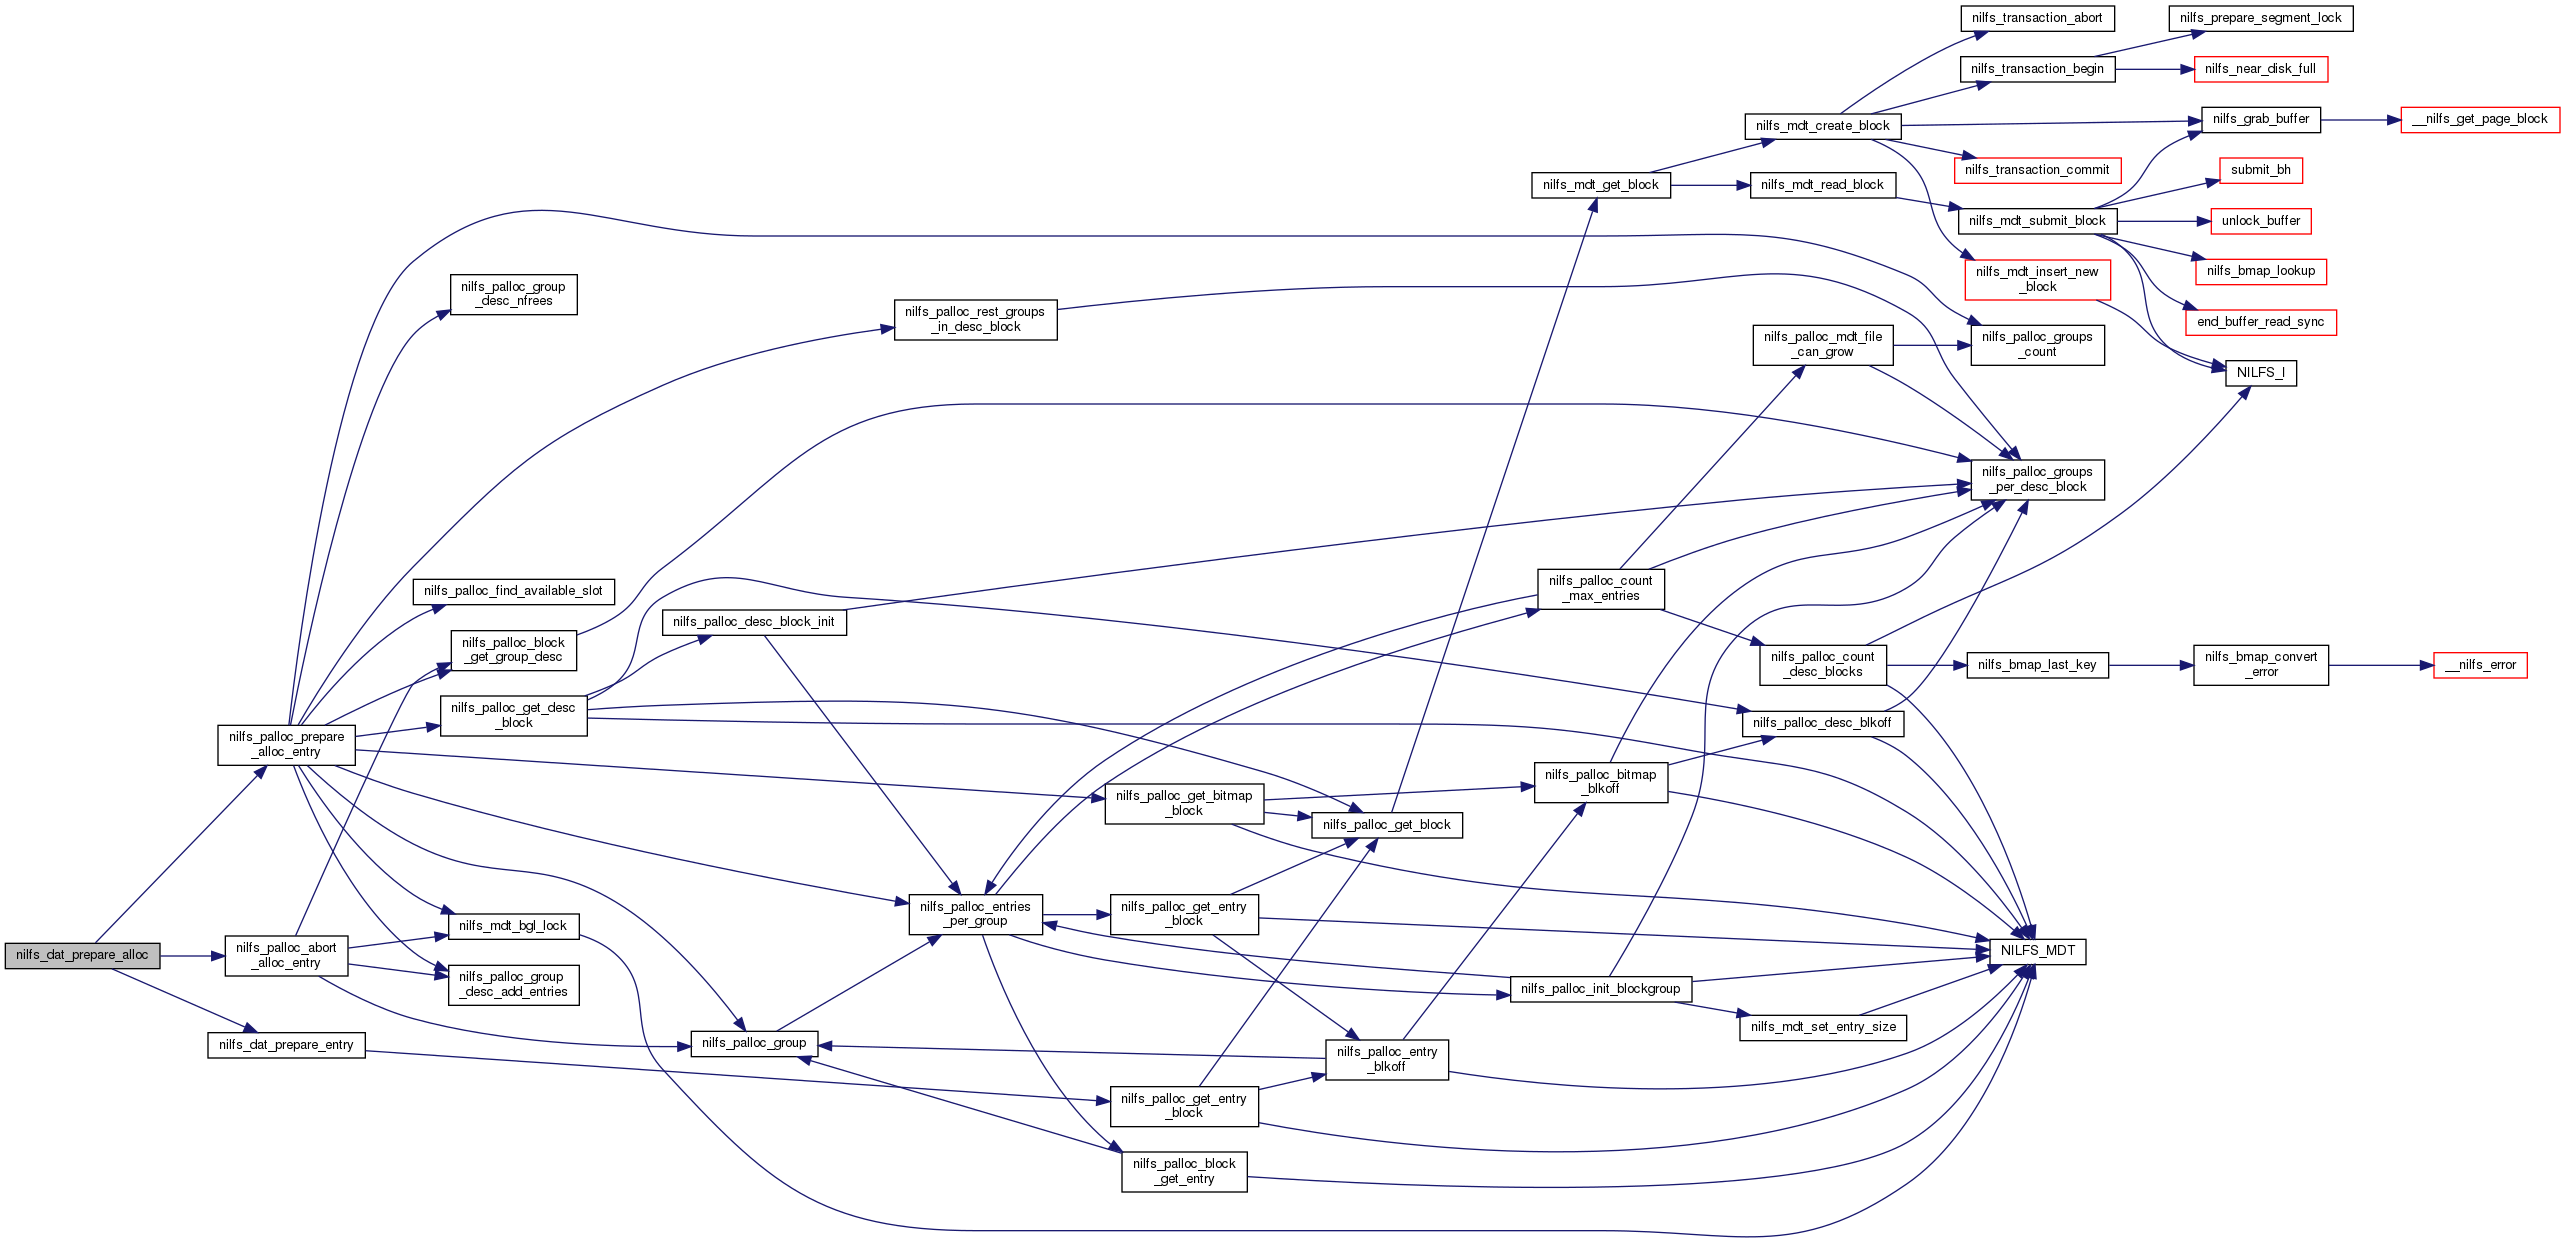 nilfs_dat_prepare_alloc
nilfs_palloc_prepare
_alloc_entry
nilfs_palloc_abort
_alloc_entry
nilfs_dat_prepare_entry
nilfs_palloc_group
_desc_nfrees
nilfs_palloc_find_available_slot
nilfs_palloc_block
_get_group_desc
nilfs_palloc_get_desc
_block
nilfs_mdt_bgl_lock
nilfs_palloc_group
_desc_add_entries
nilfs_palloc_desc_block_init
nilfs_palloc_group
nilfs_palloc_rest_groups
_in_desc_block
nilfs_palloc_entries
_per_group
nilfs_palloc_get_bitmap
_block
nilfs_palloc_get_entry
_block
nilfs_palloc_get_entry
_block
nilfs_palloc_block
_get_entry
nilfs_palloc_get_block
nilfs_palloc_entry
_blkoff
nilfs_mdt_get_block
nilfs_palloc_count
_max_entries
nilfs_palloc_bitmap
_blkoff
nilfs_palloc_init_blockgroup
nilfs_mdt_create_block
nilfs_mdt_read_block
nilfs_palloc_mdt_file
_can_grow
nilfs_palloc_count
_desc_blocks
nilfs_palloc_desc_blkoff
nilfs_mdt_set_entry_size
nilfs_transaction_abort
nilfs_transaction_begin
nilfs_transaction_commit
nilfs_mdt_submit_block
nilfs_mdt_insert_new
_block
nilfs_palloc_groups
_count
nilfs_palloc_groups
_per_desc_block
nilfs_bmap_last_key
NILFS_MDT
nilfs_prepare_segment_lock
nilfs_near_disk_full
nilfs_grab_buffer
submit_bh
unlock_buffer
nilfs_bmap_lookup
end_buffer_read_sync
NILFS_I
nilfs_bmap_convert
_error
__nilfs_get_page_block
__nilfs_error